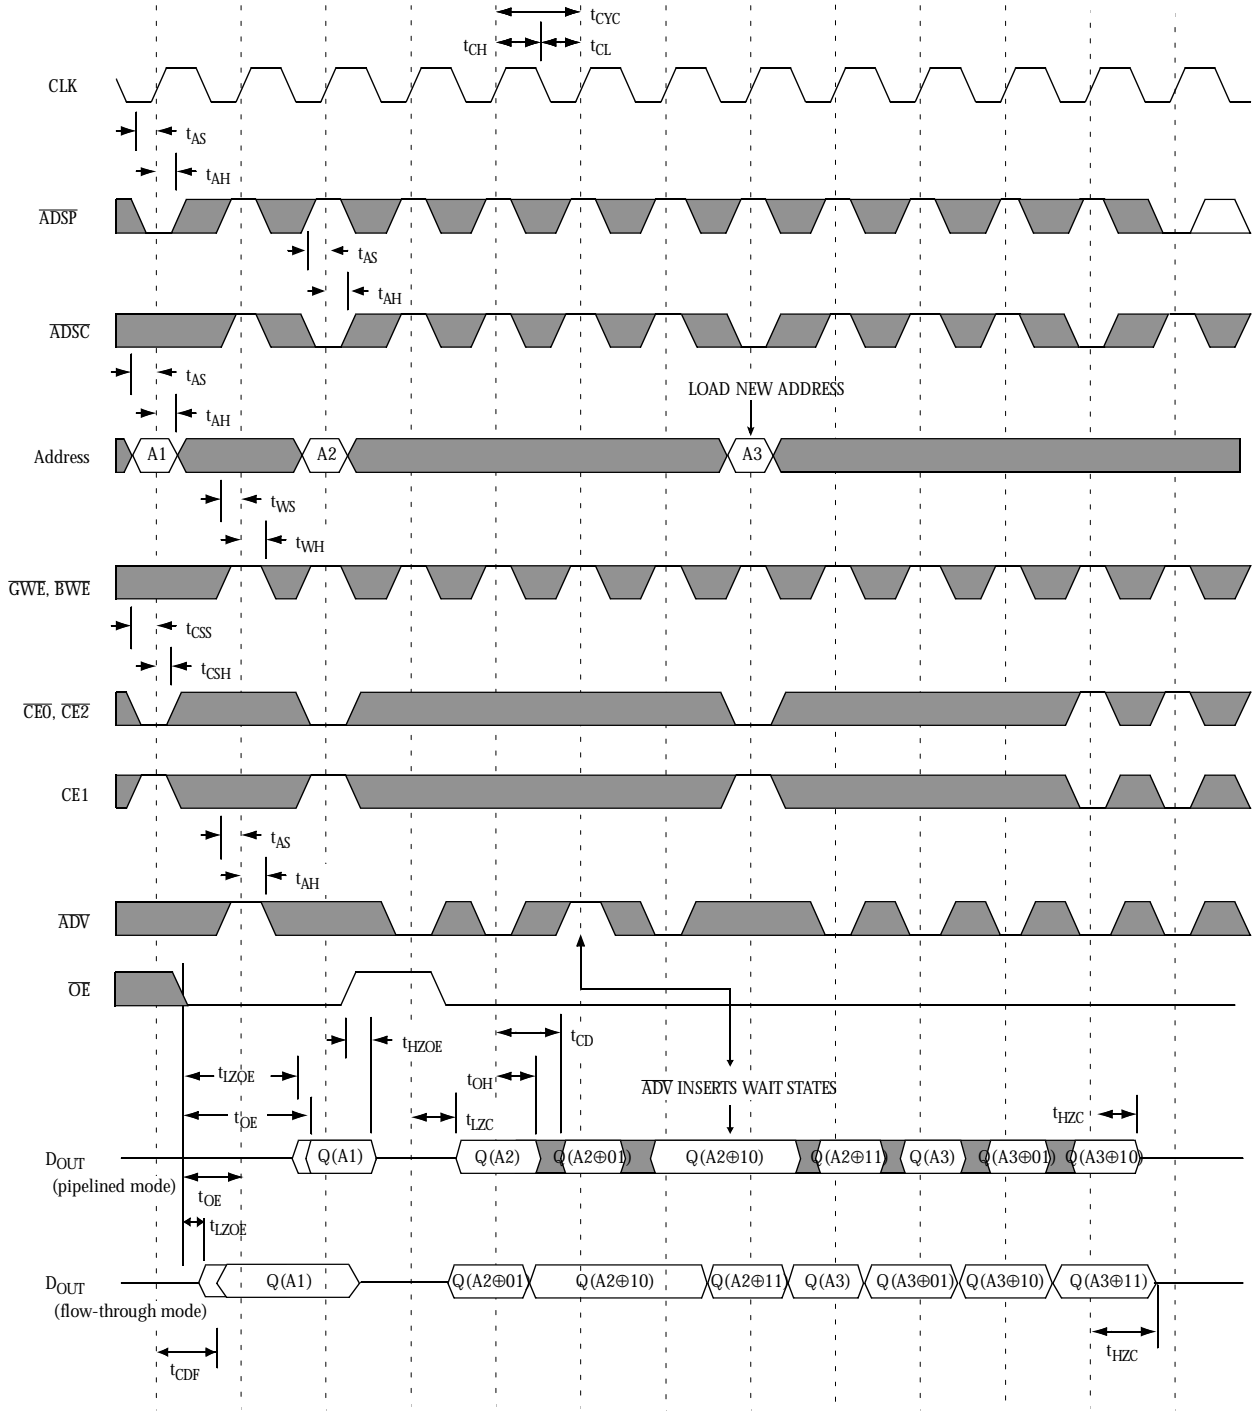 tCYC
tCH
tCL
CLK
tAS
tAH
ADSP
tAS
tAH
ADSC
tAS
LOAD NEW ADDRESS
tAH
Address
A1
A2
A3
tWS
tWH
GWE, BWE
tCSS
tCSH
CE0, CE2
CE1
tAS
tAH
ADV
OE
tCD
tHZOE
tLZOE
tOH
ADV INSERTS WAIT STATES
tOE
tLZC
tHZC
DOUT
(pipelined mode)
Q(A1)
Q(A2)
Q(A2⊕01)
Q(A2⊕10)
Q(A2⊕11)
Q(A3)
Q(A3⊕01)
Q(A3⊕10)
tOE
tLZOE
DOUT
(flow-through mode)
Q(A1)
Q(A2⊕01)
Q(A2⊕10)
Q(A2⊕11)
Q(A3)
Q(A3⊕01)
Q(A3⊕10)
Q(A3⊕11)
tHZC
tCDF